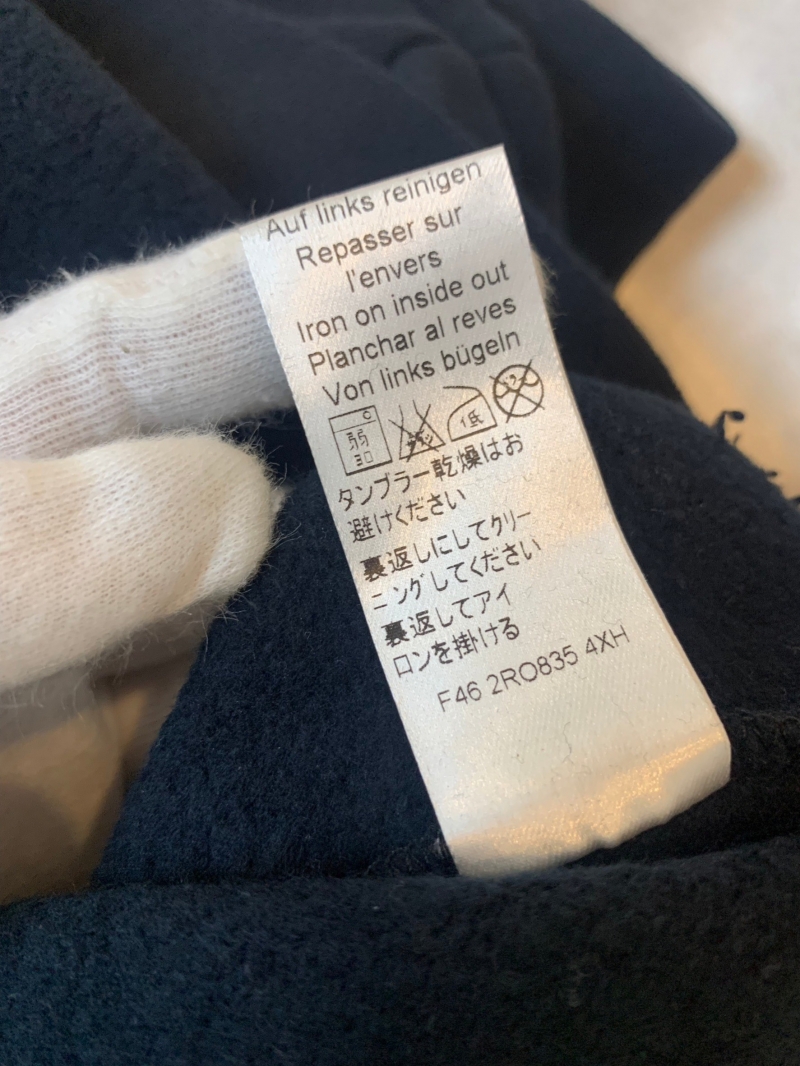 Auf links reinigen
Repasser sur
l'envers
Iron on inside out
Planchar al reves
Von links bügeln
弱 低
タンブラー乾燥はお
避けください
裏返しにしてクリー
ニングしてください
裏返してアイ
ロンを掛ける
F46 2RO835 4XH